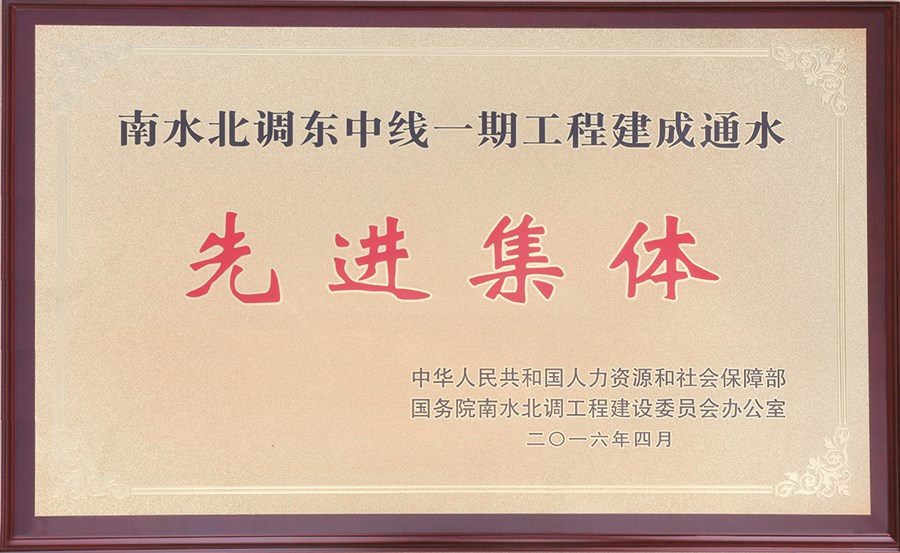 南水北调东中线一期工程建成通水
先进集体
中华人民共和国人力资源和社会保障部
国务院南水北调工程建设委员会办公室
二〇一六年四月